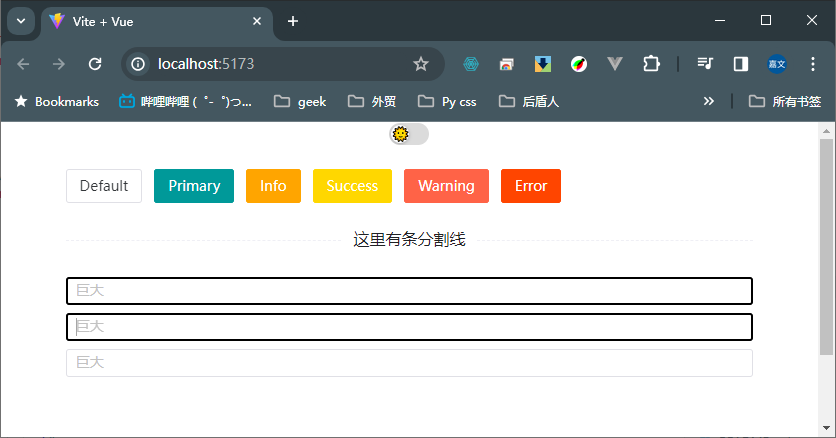 Vite + Vue
localhost:5173
嘉文
Bookmarks 哔哩哔哩 ( ゜- ゜)つ... geek 外贸 Py css 后盾人 » 所有书签
Default Primary Info Success Warning Error
这里有条分割线
巨大
巨大
巨大